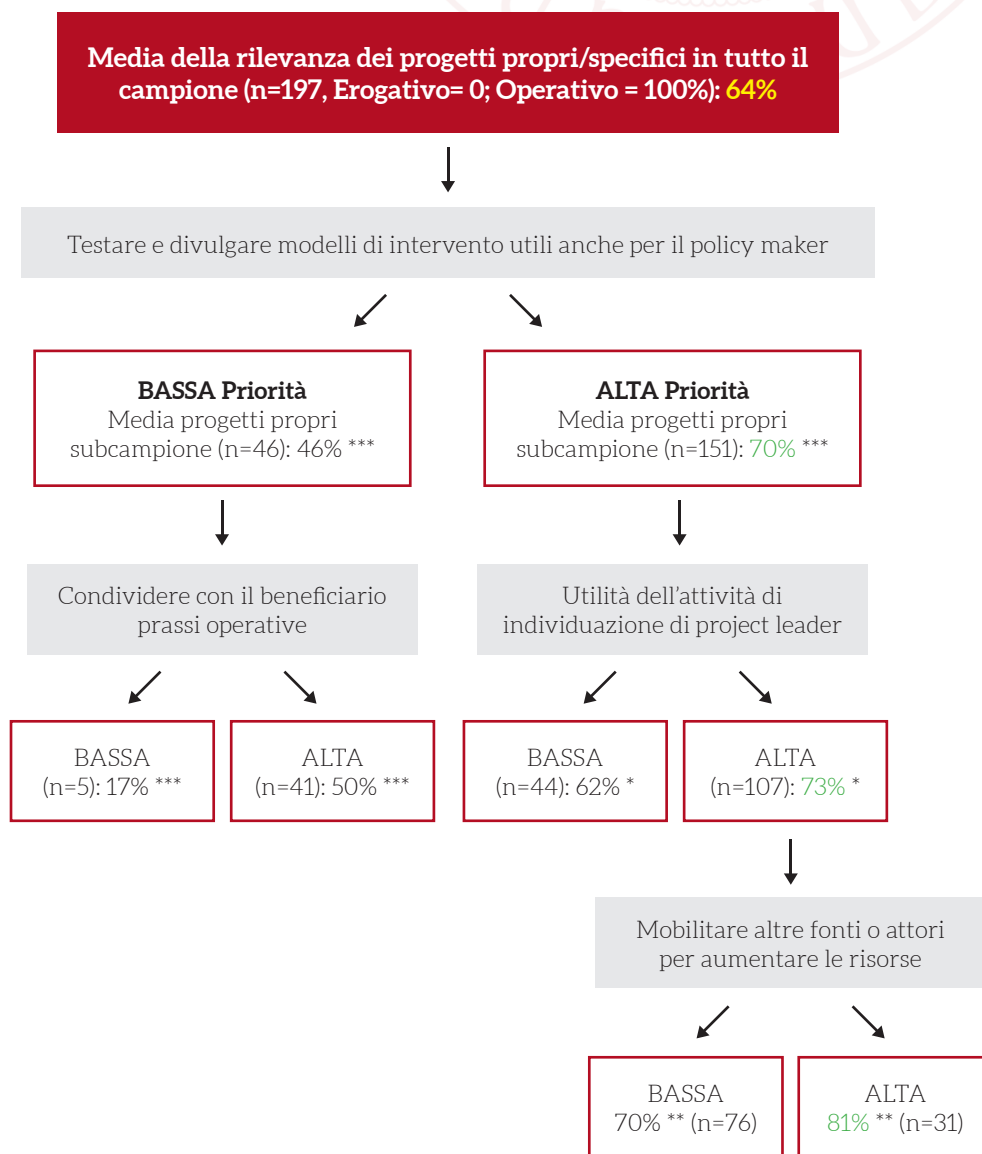 Media della rilevanza dei progetti propri/specifici in tutto il
campione (n=197, Erogativo= 0; Operativo = 100%): 64%
Testare e divulgare modelli di intervento utili anche per il policy maker
BASSA Priorità
Media progetti propri
subcampione (n=46): 46% ***
ALTA Priorità
Media progetti propri
subcampione (n=151): 70% ***
Condividere con il beneficiario
prassi operative
Utilità dell’attività di
individuazione di project leader
BASSA
(n=5): 17% ***
ALTA
(n=41): 50% ***
BASSA
(n=44): 62% *
ALTA
(n=107): 73% *
Mobilitare altre fonti o attori
per aumentare le risorse
BASSA
70% ** (n=76)
ALTA
81% ** (n=31)